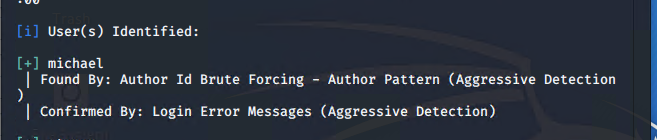 :00
[i] User(s) Identified:
[+] michael
| Found By: Author Id Brute Forcing - Author Pattern (Aggressive Detection
)
| Confirmed By: Login Error Messages (Aggressive Detection)